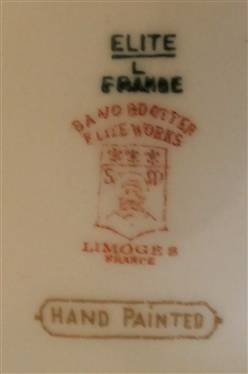 ELITE
L
FRANCE
BAWO & DOTTER
ELITE WORKS
S M
LIMOGES
FRANCE
HAND PAINTED